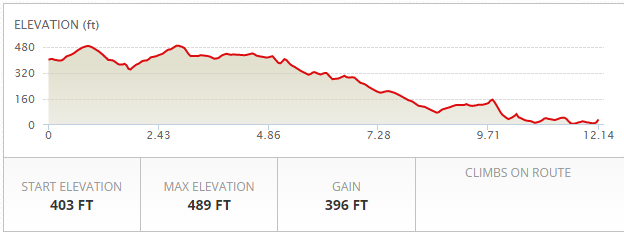 ELEVATION (ft)
480
320
160
0
0 2.43 4.86 7.28 9.71 12.14
START ELEVATION MAX ELEVATION GAIN CLIMBS ON ROUTE
403 FT 489 FT 396 FT